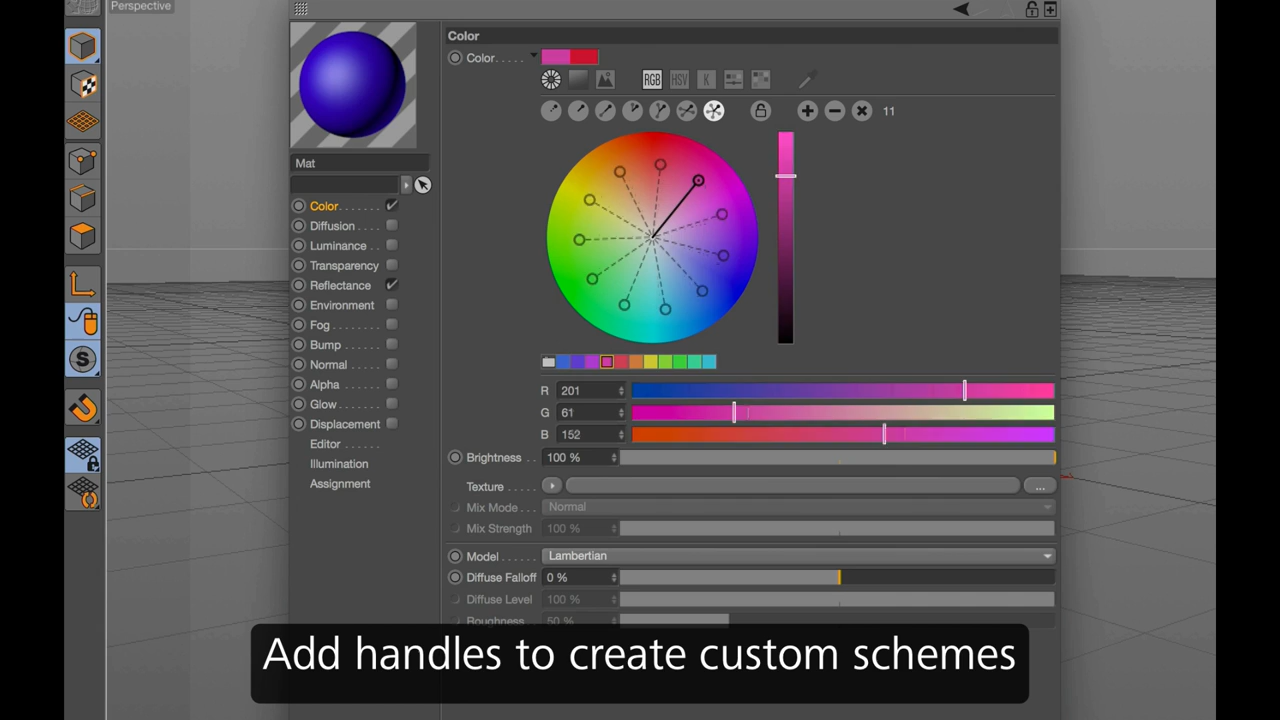 Perspective
Color
Color
RGB HSV K
11
Mat
Color
Diffusion
Luminance
Transparency
Reflectance
Environment
Fog
Bump
Normal
Alpha
Glow
Displacement
Editor
Illumination
Assignment
R 201
G 61
B 152
Brightness 100 %
Texture ...
Mix Mode Normal
Mix Strength 100 %
Model Lambertian
Diffuse Falloff 0 %
Diffuse Level 100 %
Roughness 50 %
Add handles to create custom schemes